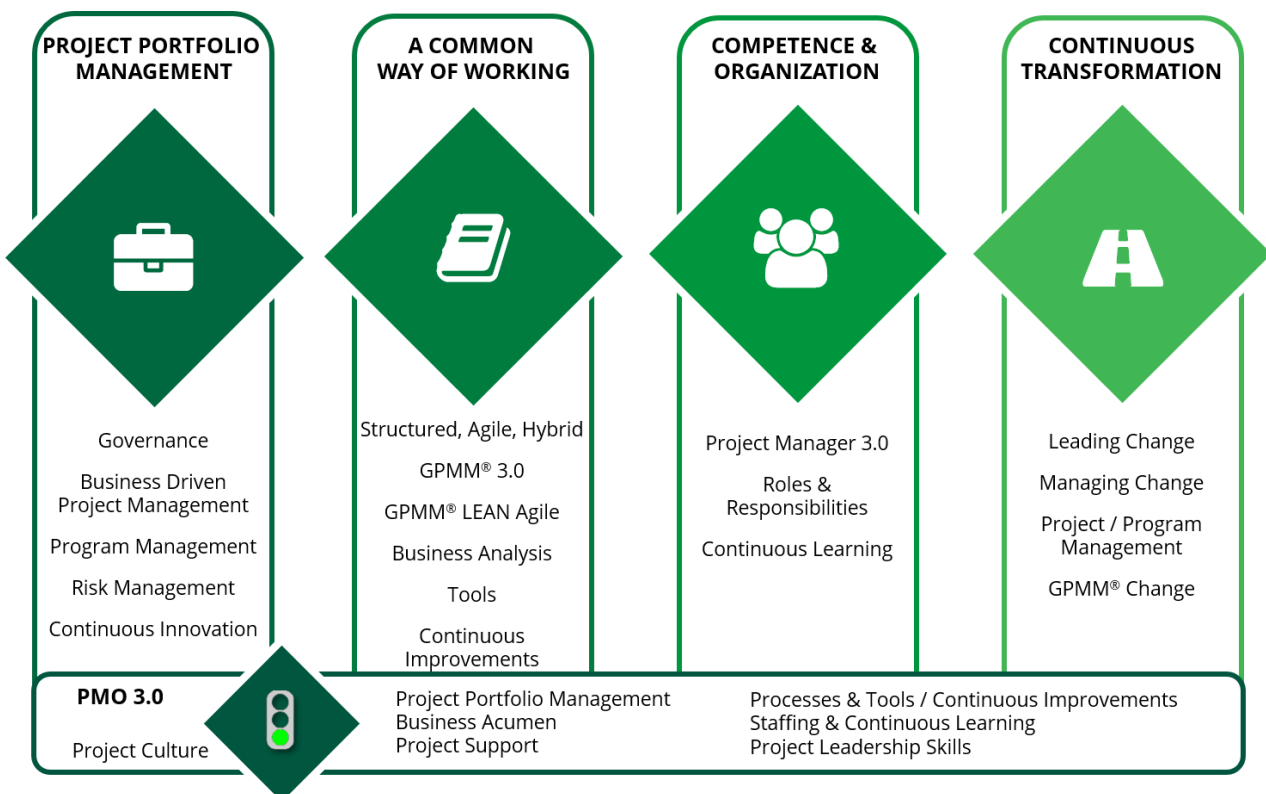 PROJECT PORTFOLIO
MANAGEMENT
Governance
Business Driven
Project Management
Program Management
Risk Management
Continuous Innovation
A COMMON
WAY OF WORKING
Structured, Agile, Hybrid
GPMM® 3.0
GPMM® LEAN Agile
Business Analysis
Tools
Continuous
Improvements
COMPETENCE &
ORGANIZATION
Project Manager 3.0
Roles &
Responsibilities
Continuous Learning
CONTINUOUS
TRANSFORMATION
Leading Change
Managing Change
Project / Program
Management
GPMM® Change
PMO 3.0
Project Culture
Project Portfolio Management
Business Acumen
Project Support
Processes & Tools / Continuous Improvements
Staffing & Continuous Learning
Project Leadership Skills